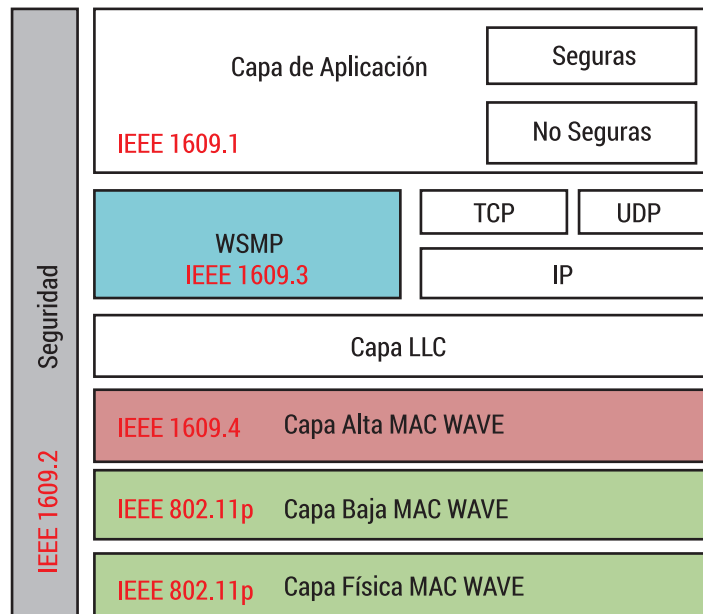 Capa de Aplicación
Seguras
No Seguras
IEEE 1609.1
WSMP
IEEE 1609.3
TCP
UDP
IP
Capa LLC
IEEE 1609.4 Capa Alta MAC WAVE
IEEE 802.11p Capa Baja MAC WAVE
IEEE 802.11p Capa Física MAC WAVE
Seguridad
IEEE 1609.2